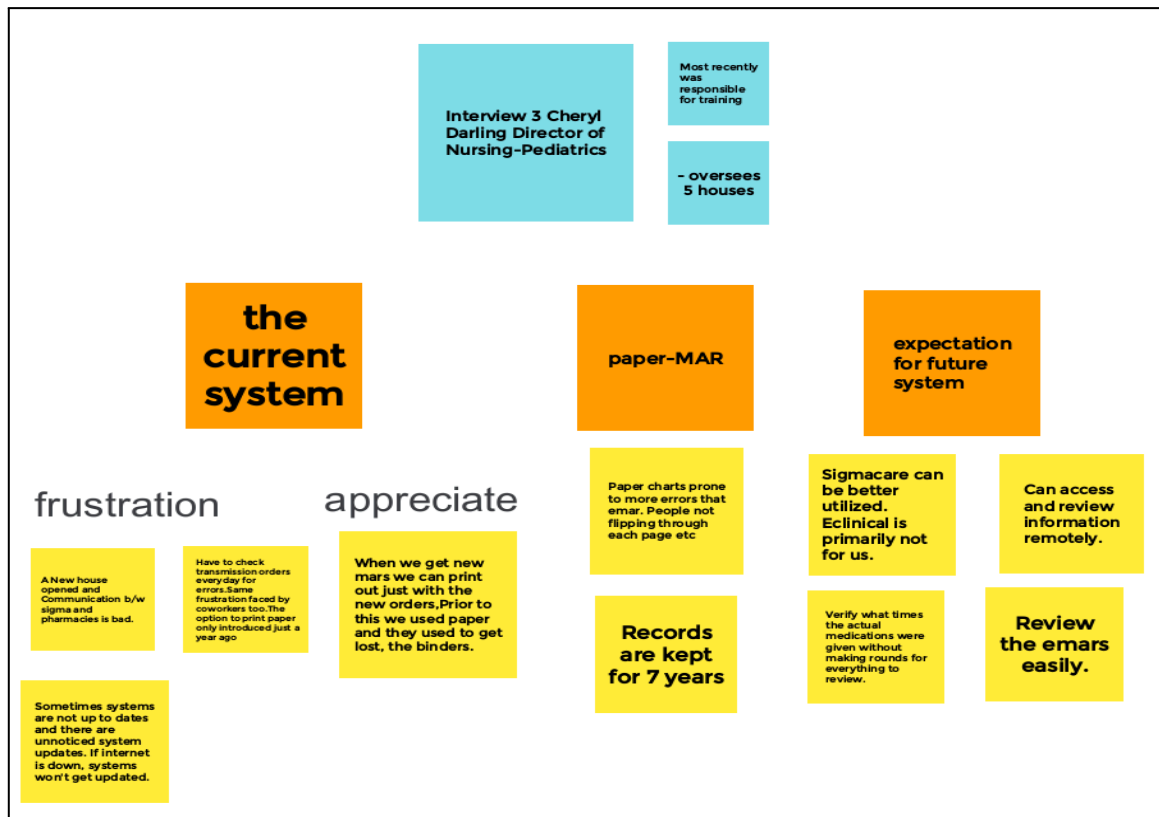 Interview 3 Cheryl
Darling Director of
Nursing-Pediatrics
Most recently
was
responsible
for training
- oversees
5 houses
the
current
system
frustration
A New house
opened and
Communication b/w
sigma and
pharmacies is bad.
Have to check
transmission orders
everyday for
errors.Same
frustration faced by
coworkers too.The
option to print paper
only introduced just a
year ago
Sometimes systems
are not up to dates
and there are
unnoticed system
updates. If internet
is down, systems
won't get updated.
appreciate
When we get new
mars we can print
out just with the
new orders,Prior to
this we used paper
and they used to get
lost, the binders.
paper-MAR
Paper charts prone
to more errors that
emar. People not
flipping through
each page etc
Records
are kept
for 7 years
expectation
for future
system
Sigmacare can
be better
utilized.
Eclinical is
primarily not
for us.
Can access
and review
information
remotely.
Verify what times
the actual
medications were
given without
making rounds for
everything to
review.
Review
the emars
easily.